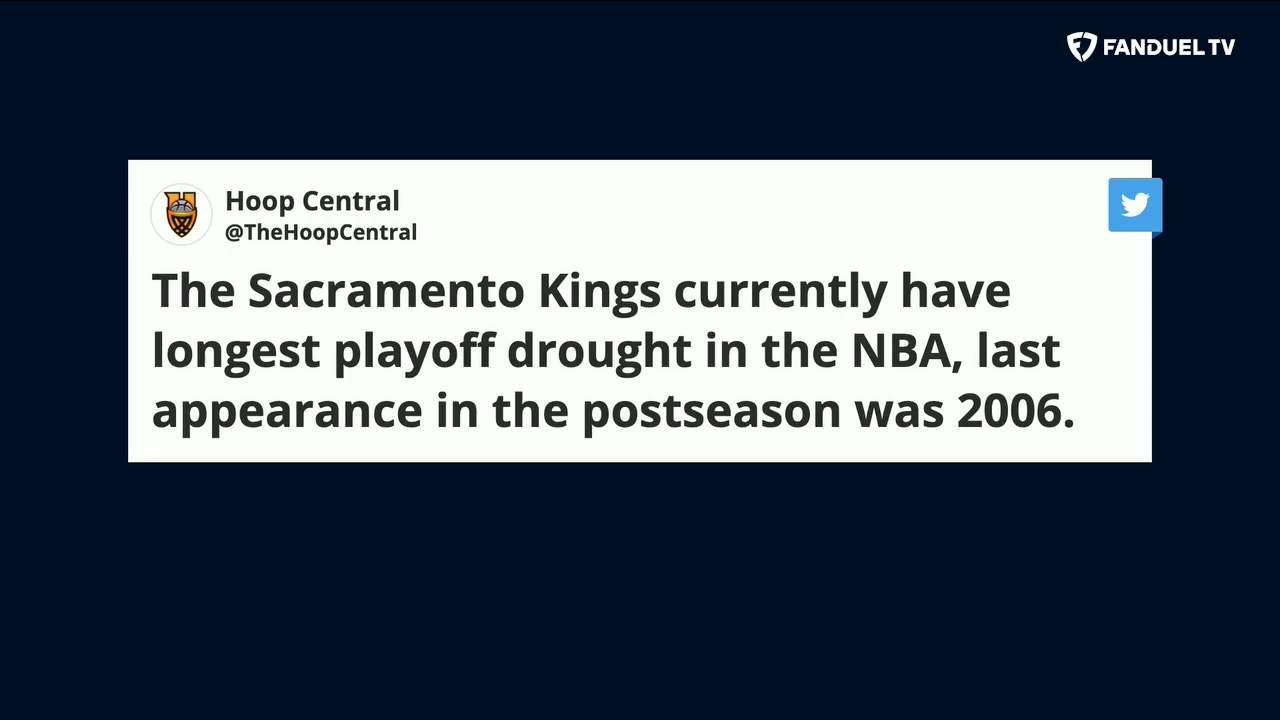 FANDUEL TV
Hoop Central
@TheHoopCentral
The Sacramento Kings currently have
longest playoff drought in the NBA, last
appearance in the postseason was 2006.